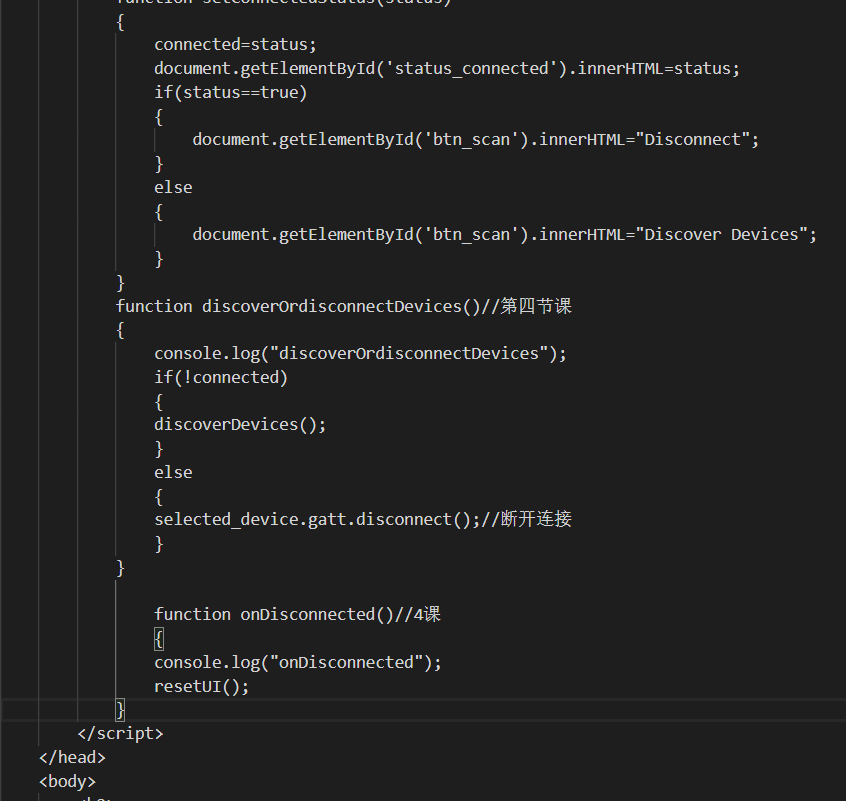 function setConnectedStatus(status)
{
connected=status;
document.getElementById('status_connected').innerHTML=status;
if(status==true)
{
document.getElementById('btn_scan').innerHTML="Disconnect";
}
else
{
document.getElementById('btn_scan').innerHTML="Discover Devices";
}
}
function discoverOrdisconnectDevices()//第四节课
{
console.log("discoverOrdisconnectDevices");
if(!connected)
{
discoverDevices();
}
else
{
selected_device.gatt.disconnect();//断开连接
}
}
function onDisconnected()//4课
{
console.log("onDisconnected");
resetUI();
}
</script>
</head>
<body>